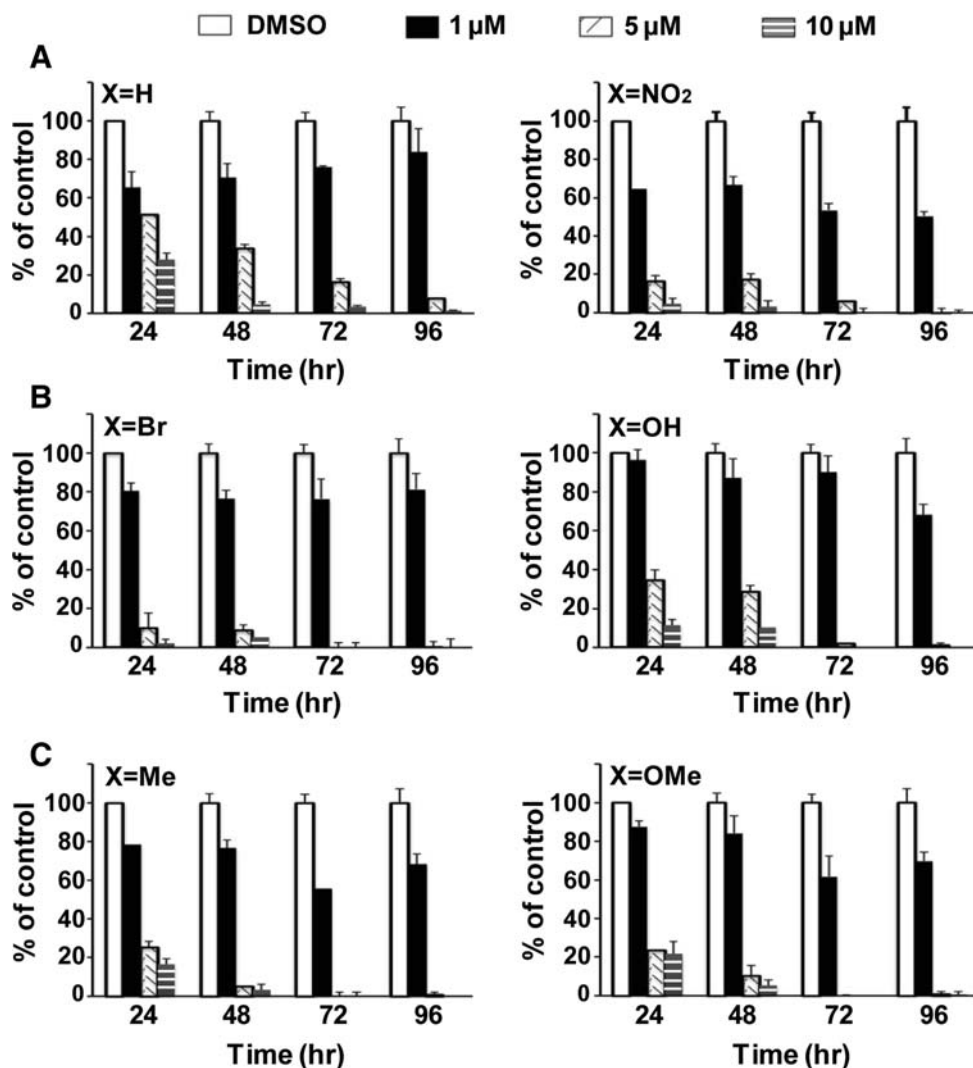 DMSO 1 µM 5 µM 10 µM
A
X=H
% of control
100
80
60
40
20
0
24 48 72 96
Time (hr)
X=NO₂
% of control
100
80
60
40
20
0
24 48 72 96
Time (hr)
B
X=Br
% of control
100
80
60
40
20
0
24 48 72 96
Time (hr)
X=OH
% of control
100
80
60
40
20
0
24 48 72 96
Time (hr)
C
X=Me
% of control
100
80
60
40
20
0
24 48 72 96
Time (hr)
X=OMe
% of control
100
80
60
40
20
0
24 48 72 96
Time (hr)